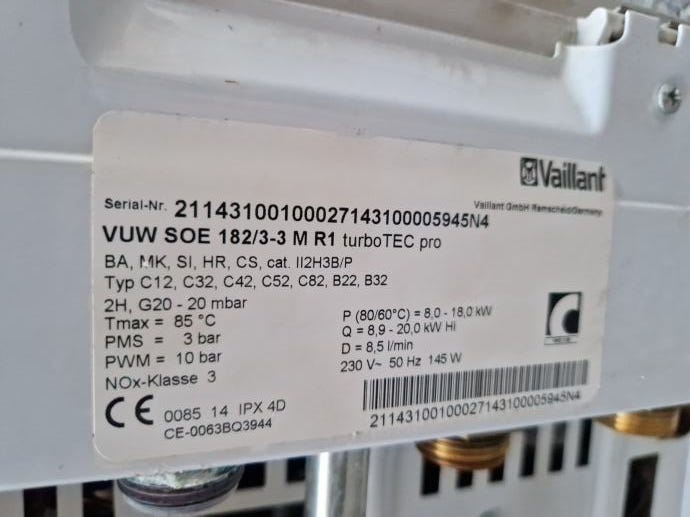 Vaillant
Serial-Nr. 2114310010002714310000 5945N4
Vaillant GmbH Remscheid/Germany
VUW SOE 182/3-3 M R1 turboTEC pro
BA, MK, SI, HR, CS, cat. II2H3B/P
Typ C12, C32, C42, C52, C82, B22, B32
2H, G20 - 20 mbar
Tmax = 85 °C
PMS = 3 bar
PWM = 10 bar
NOx-Klasse 3
P (80/60°C) = 8,0 - 18,0 kW
Q = 8,9 - 20,0 kW Hi
D = 8,5 l/min
230 V~ 50 Hz 145 W
CE 0085 14 IPX 4D
CE-0063BQ3944
21143100100027143100005945N4